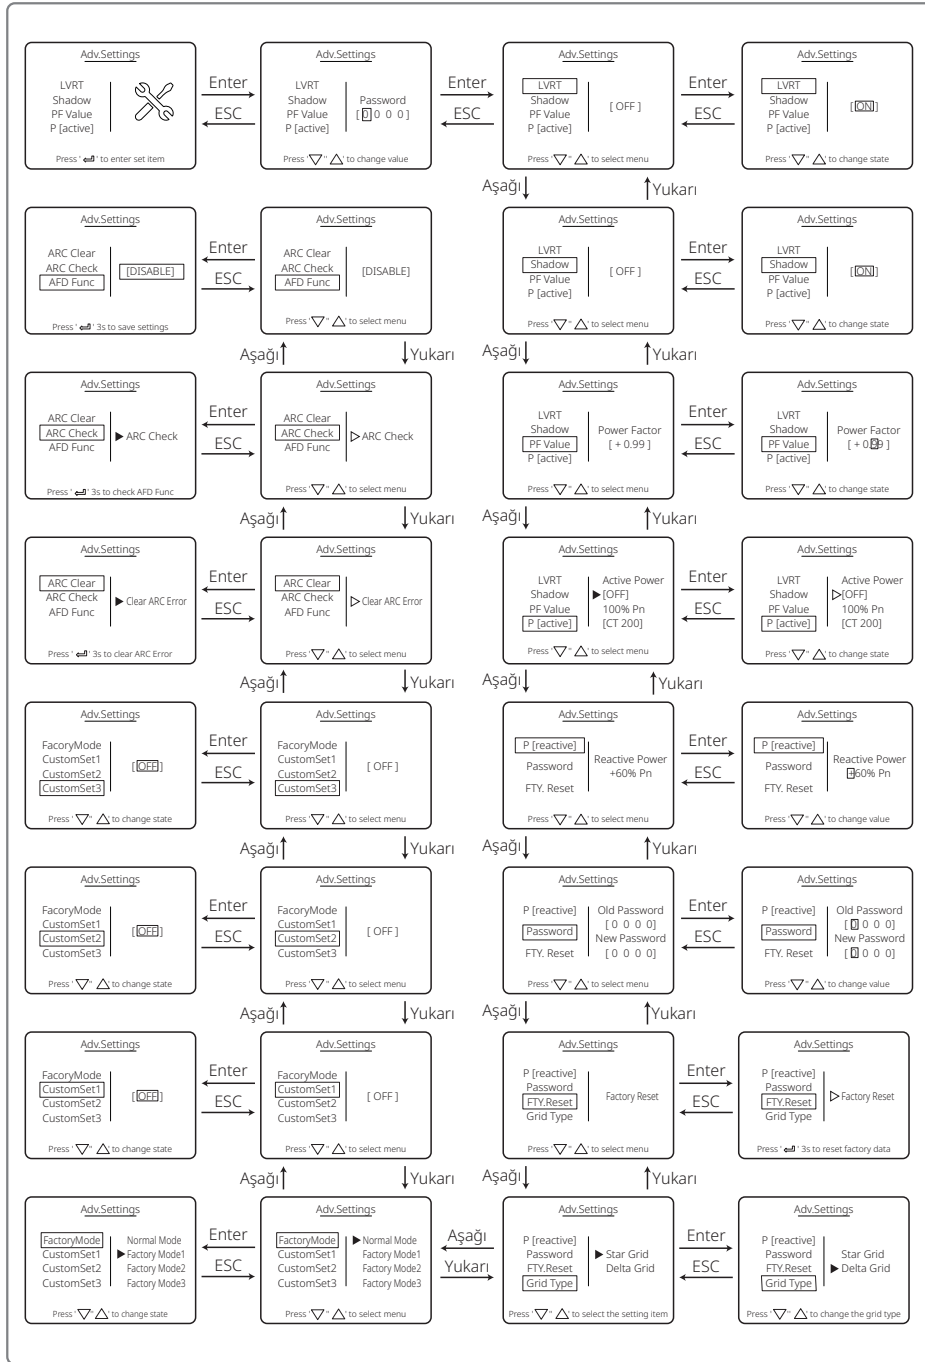 Adv.Settings
LVRT
Shadow
PF Value
P [active]
Press ' ' to enter set item
Enter
ESC
Adv.Settings
LVRT
Shadow
PF Value
P [active]
Password
[ 0 0 0 0 ]
Press ' ' ' ' to change value
Enter
ESC
Adv.Settings
LVRT
Shadow
PF Value
P [active]
[ OFF ]
Press ' ' ' ' to select menu
Enter
ESC
Adv.Settings
LVRT
Shadow
PF Value
P [active]
[ ON ]
Press ' ' ' ' to change state
Aşağı
Yukarı
Adv.Settings
ARC Clear
ARC Check
AFD Func
[DISABLE]
Press ' ' 3s to save settings
Enter
ESC
Adv.Settings
ARC Clear
ARC Check
AFD Func
[DISABLE]
Press ' ' ' ' to select menu
Adv.Settings
LVRT
Shadow
PF Value
P [active]
[ OFF ]
Press ' ' ' ' to select menu
Enter
ESC
Adv.Settings
LVRT
Shadow
PF Value
P [active]
[ ON ]
Press ' ' ' ' to change state
Aşağı
Yukarı
Aşağı
Yukarı
Adv.Settings
ARC Clear
ARC Check
AFD Func
▶ ARC Check
Press ' ' 3s to check AFD Func
Enter
ESC
Adv.Settings
ARC Clear
ARC Check
AFD Func
▷ ARC Check
Press ' ' ' ' to select menu
Adv.Settings
LVRT
Shadow
PF Value
P [active]
Power Factor
[ + 0.99 ]
Press ' ' ' ' to select menu
Enter
ESC
Adv.Settings
LVRT
Shadow
PF Value
P [active]
Power Factor
[ + 0.99 ]
Press ' ' ' ' to change state
Aşağı
Yukarı
Aşağı
Yukarı
Adv.Settings
ARC Clear
ARC Check
AFD Func
▶ Clear ARC Error
Press ' ' 3s to clear ARC Error
Enter
ESC
Adv.Settings
ARC Clear
ARC Check
AFD Func
▷ Clear ARC Error
Press ' ' ' ' to select menu
Adv.Settings
LVRT
Shadow
PF Value
P [active]
Active Power
▶[OFF]
100% Pn
[CT 200]
Press ' ' ' ' to select menu
Enter
ESC
Adv.Settings
LVRT
Shadow
PF Value
P [active]
Active Power
▷[OFF]
100% Pn
[CT 200]
Press ' ' ' ' to change state
Aşağı
Yukarı
Aşağı
Yukarı
Adv.Settings
FacoryMode
CustomSet1
CustomSet2
CustomSet3
[ OFF ]
Press ' ' ' ' to change state
Enter
ESC
Adv.Settings
FacoryMode
CustomSet1
CustomSet2
CustomSet3
[ OFF ]
Press ' ' ' ' to select menu
Adv.Settings
P [reactive]
Password
FTY. Reset
Reactive Power
+60% Pn
Press ' ' ' ' to select menu
Enter
ESC
Adv.Settings
P [reactive]
Password
FTY. Reset
Reactive Power
+60% Pn
Press ' ' ' ' to change value
Aşağı
Yukarı
Aşağı
Yukarı
Adv.Settings
FacoryMode
CustomSet1
CustomSet2
CustomSet3
[ OFF ]
Press ' ' ' ' to change state
Enter
ESC
Adv.Settings
FacoryMode
CustomSet1
CustomSet2
CustomSet3
[ OFF ]
Press ' ' ' ' to select menu
Adv.Settings
P [reactive]
Password
FTY. Reset
Old Password
[ 0 0 0 0]
New Password
[ 0 0 0 0]
Press ' ' ' ' to select menu
Enter
ESC
Adv.Settings
P [reactive]
Password
FTY. Reset
Old Password
[ 0 0 0 0]
New Password
[ 0 0 0 0]
Press ' ' ' ' to change value
Aşağı
Yukarı
Aşağı
Yukarı
Adv.Settings
FacoryMode
CustomSet1
CustomSet2
CustomSet3
[ OFF ]
Press ' ' ' ' to change state
Enter
ESC
Adv.Settings
FacoryMode
CustomSet1
CustomSet2
CustomSet3
[ OFF ]
Press ' ' ' ' to select menu
Adv.Settings
P [reactive]
Password
FTY.Reset
Grid Type
Factory Reset
Press ' ' ' ' to select menu
Enter
ESC
Adv.Settings
P [reactive]
Password
FTY.Reset
Grid Type
▷ Factory Reset
Press ' ' 3s to reset factory data
Aşağı
Yukarı
Aşağı
Yukarı
Adv.Settings
FactoryMode
CustomSet1
CustomSet2
CustomSet3
Normal Mode
▶ Factory Mode1
Factory Mode2
Factory Mode3
Press ' ' ' ' to change state
Enter
ESC
Adv.Settings
FactoryMode
CustomSet1
CustomSet2
CustomSet3
▶ Normal Mode
Factory Mode1
Factory Mode2
Factory Mode3
Press ' ' ' ' to select menu
Aşağı
Yukarı
Adv.Settings
P [reactive]
Password
FTY.Reset
Grid Type
▶ Star Grid
Delta Grid
Press ' ' ' ' to select the setting item
Enter
ESC
Adv.Settings
P [reactive]
Password
FTY.Reset
Grid Type
Star Grid
▶ Delta Grid
Press ' ' ' ' to change the grid type